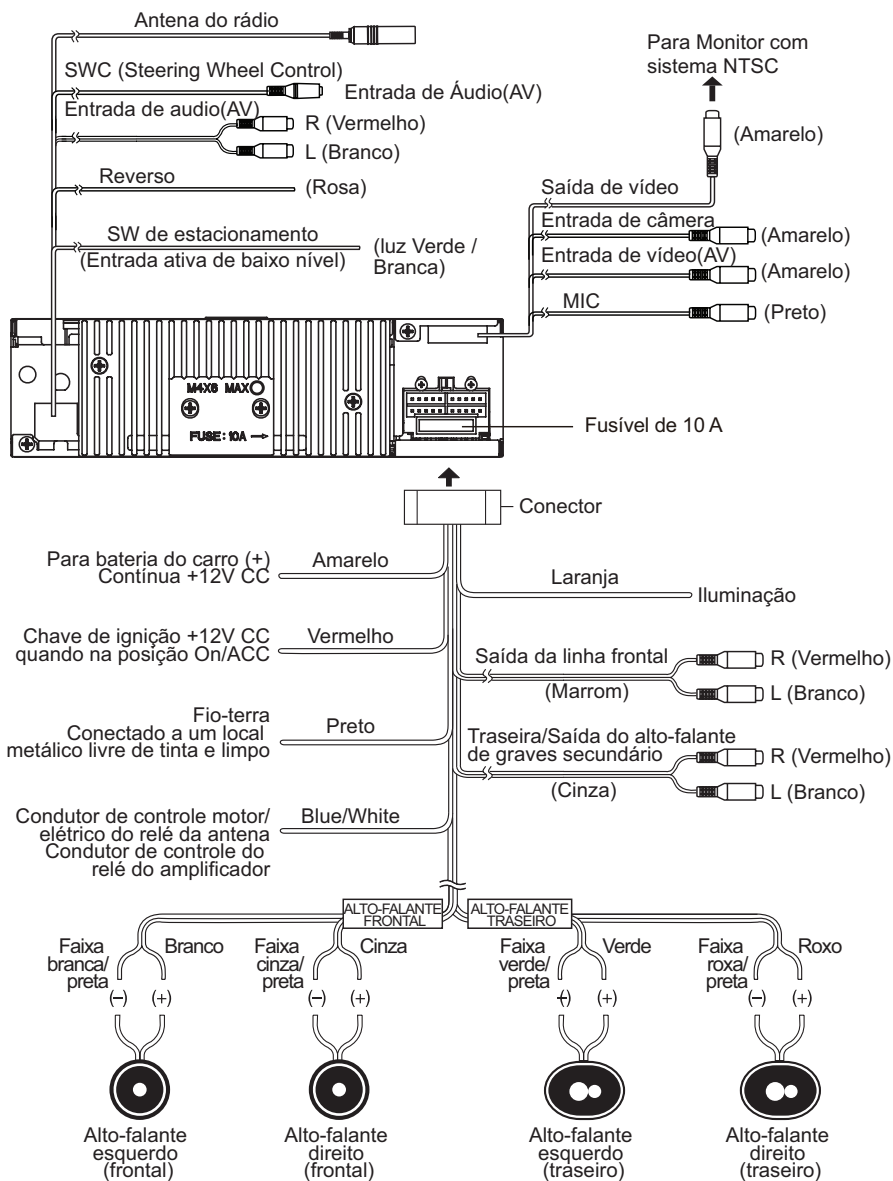 Antena do rádio
SWC (Steering Wheel Control)
Entrada de Áudio(AV)
Entrada de audio(AV)
R (Vermelho)
L (Branco)
Reverso
(Rosa)
SW de estacionamento
(Entrada ativa de baixo nível)
(luz Verde /
Branca)
Para Monitor com
sistema NTSC
(Amarelo)
Saída de vídeo
Entrada de câmera
(Amarelo)
Entrada de vídeo(AV)
(Amarelo)
MIC
(Preto)
M4X6 MAX
FUSE: 10A
Fusível de 10 A
Conector
Para bateria do carro (+)
Contínua +12V CC
Amarelo
Laranja
Iluminação
Chave de ignição +12V CC
quando na posição On/ACC
Vermelho
Saída da linha frontal
(Marrom)
R (Vermelho)
L (Branco)
Fio-terra
Conectado a um local
metálico livre de tinta e limpo
Preto
Traseira/Saída do alto-falante
de graves secundário
(Cinza)
R (Vermelho)
L (Branco)
Condutor de controle motor/
elétrico do relé da antena
Condutor de controle do
relé do amplificador
Blue/White
ALTO-FALANTE
FRONTAL
ALTO-FALANTE
TRASEIRO
Faixa
branca/
preta
Branco
(-)
(+)
Faixa
cinza/
preta
Cinza
(-)
(+)
Faixa
verde/
preta
Verde
(-)
(+)
Faixa
roxa/
preta
Roxo
(-)
(+)
Alto-falante
esquerdo
(frontal)
Alto-falante
direito
(frontal)
Alto-falante
esquerdo
(traseiro)
Alto-falante
direito
(traseiro)